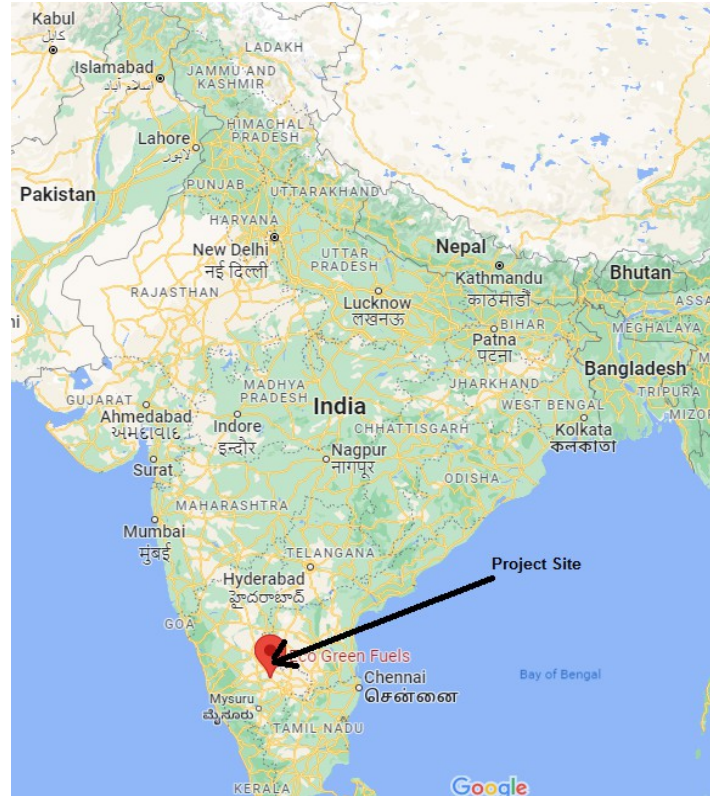 Kabul
کابل
LADAKH
Islamabad
اسلام آباد
JAMMU AND
KASHMIR
HIMACHAL
PRADESH
Lahore
لاہور
PUNJAB
UTTARAKHAND
Pakistan
HARYANA
New Delhi
नई दिल्ली
UTTAR
PRADESH
Nepal
Kathmandu
काठमाडौं
Bhutan
RAJASTHAN
Lucknow
लखनऊ
ASSA
BIHAR
Patna
पटना
MEGHALAYA
Bangladesh
GUJARAT
Ahmedabad
અમદાવાદ
MADHYA
PRADESH
Indore
इन्दौर
India
JHARKHAND
WEST BENGAL
TRIPURA
MIZOR
CHHATTISGARH
Kolkata
কলকাতা
Nagpur
नागपूर
Surat
ODISHA
MAHARASHTRA
Mumbai
मुंबई
TELANGANA
Project Site
Hyderabad
హైదరాబాద్
GOA
Eco Green Fuels
Chennai
சென்னை
Bay of Bengal
Mysuru
ಮೈಸೂರು
TAMIL NADU
KERALA
Google